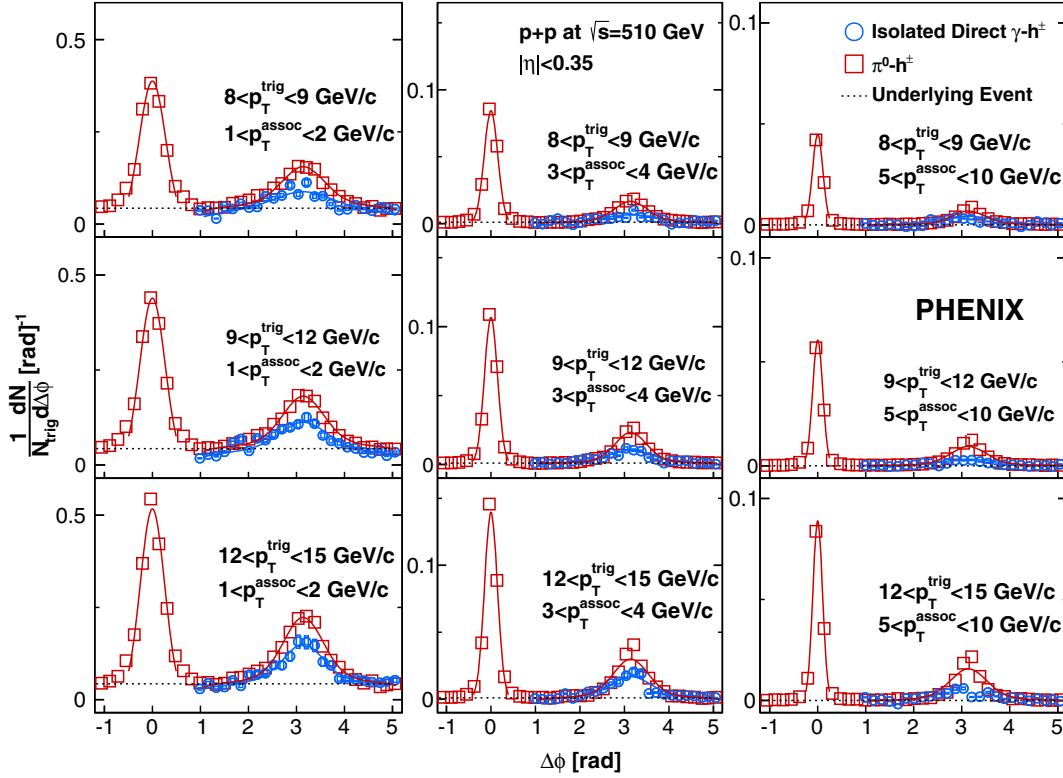 p+p at √s=510 GeV
|η|<0.35
Isolated Direct γ-h±
π⁰-h±
Underlying Event
8<p_T^trig<9 GeV/c
1<p_T^assoc<2 GeV/c
8<p_T^trig<9 GeV/c
3<p_T^assoc<4 GeV/c
8<p_T^trig<9 GeV/c
5<p_T^assoc<10 GeV/c
0.5
0
0.1
0
0.1
0
PHENIX
9<p_T^trig<12 GeV/c
1<p_T^assoc<2 GeV/c
9<p_T^trig<12 GeV/c
3<p_T^assoc<4 GeV/c
9<p_T^trig<12 GeV/c
5<p_T^assoc<10 GeV/c
0.5
0
0.1
0
0.1
0
1/N_trig dN/dΔϕ [rad]⁻¹
12<p_T^trig<15 GeV/c
1<p_T^assoc<2 GeV/c
12<p_T^trig<15 GeV/c
3<p_T^assoc<4 GeV/c
12<p_T^trig<15 GeV/c
5<p_T^assoc<10 GeV/c
0.5
0
0.1
0
0.1
0
-1 0 1 2 3 4 5
-1 0 1 2 3 4 5
-1 0 1 2 3 4 5
Δϕ [rad]